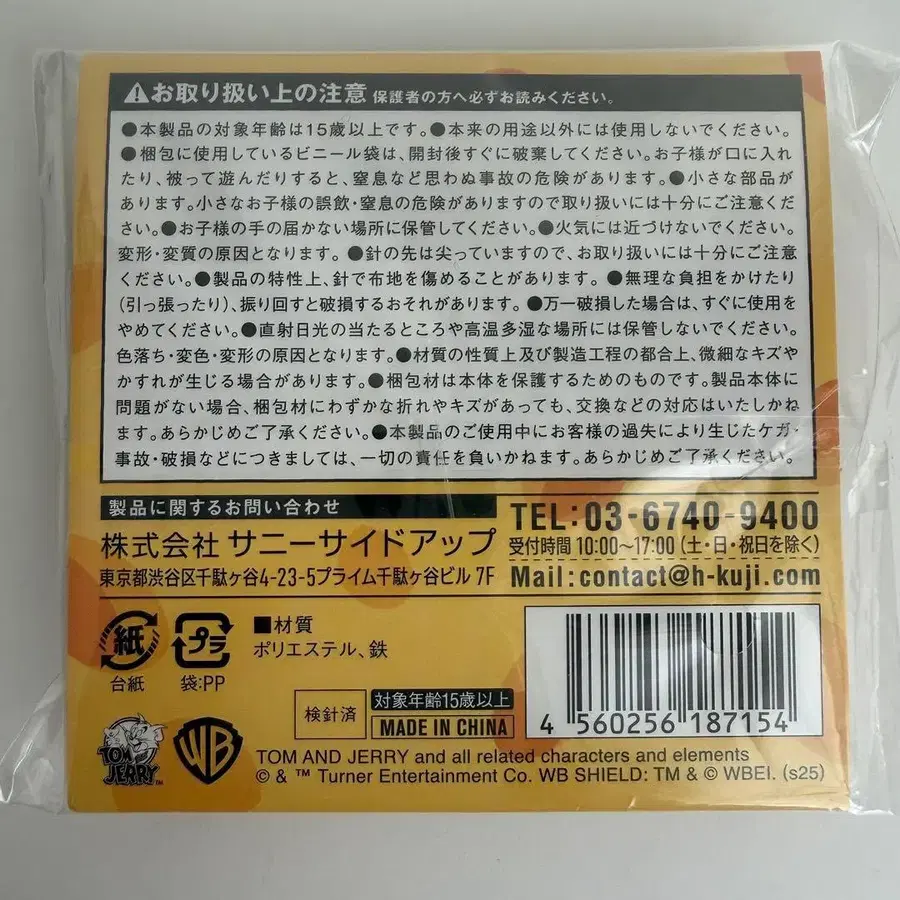 ⚠お取り扱い上の注意 保護者の方へ必ずお読みください。
●本製品の対象年齢は15歳以上です。●本来の用途以外には使用しないでください。
●梱包に使用しているビニール袋は、開封後すぐに破棄してください。お子様が口に入れ
たり、被って遊んだりすると、窒息など思わぬ事故の危険があります。●小さな部品が
あります。小さなお子様の誤飲・窒息の危険がありますので取り扱いには十分にご注意くだ
さい。●お子様の手の届かない場所に保管してください。●火気には近づけないでください。
変形・変質の原因となります。●針の先は尖っていますので、お取り扱いには十分にご注意
ください。●製品の特性上、針で布地を傷めることがあります。●無理な負担をかけたり
(引っ張ったり)、振り回すと破損するおそれがあります。●万一破損した場合は、すぐに使用を
やめてください。●直射日光の当たるところや高温多湿な場所には保管しないでください。
色落ち・変色・変形の原因となります。●材質の性質上及び製造工程の都合上、微細なキズや
かすれが生じる場合があります。●梱包材は本体を保護するためのものです。製品本体に
問題がない場合、梱包材にわずかな折れやキズがあっても、交換などの対応はいたしかね
ます。あらかじめご了承ください。●本製品のご使用中にお客様の過失により生じたケガ・
事故・破損などにつきましては、一切の責任を負いかねます。あらかじめご了承ください。
製品に関するお問い合わせ
株式会社 サニーサイドアップ
東京都渋谷区千駄ヶ谷4-23-5プライム千駄ヶ谷ビル 7F
TEL:03-6740-9400
受付時間 10:00〜17:00 (土・日・祝日を除く)
Mail:contact@h-kuji.com
紙
台紙
プラ
袋:PP
■材質
ポリエステル、鉄
検針済
対象年齢15歳以上
MADE IN CHINA
4 560256 187154
TOM AND JERRY™
WB
TOM AND JERRY and all related characters and elements
© & ™ Turner Entertainment Co. WB SHIELD: TM & © WBEI. (s25)